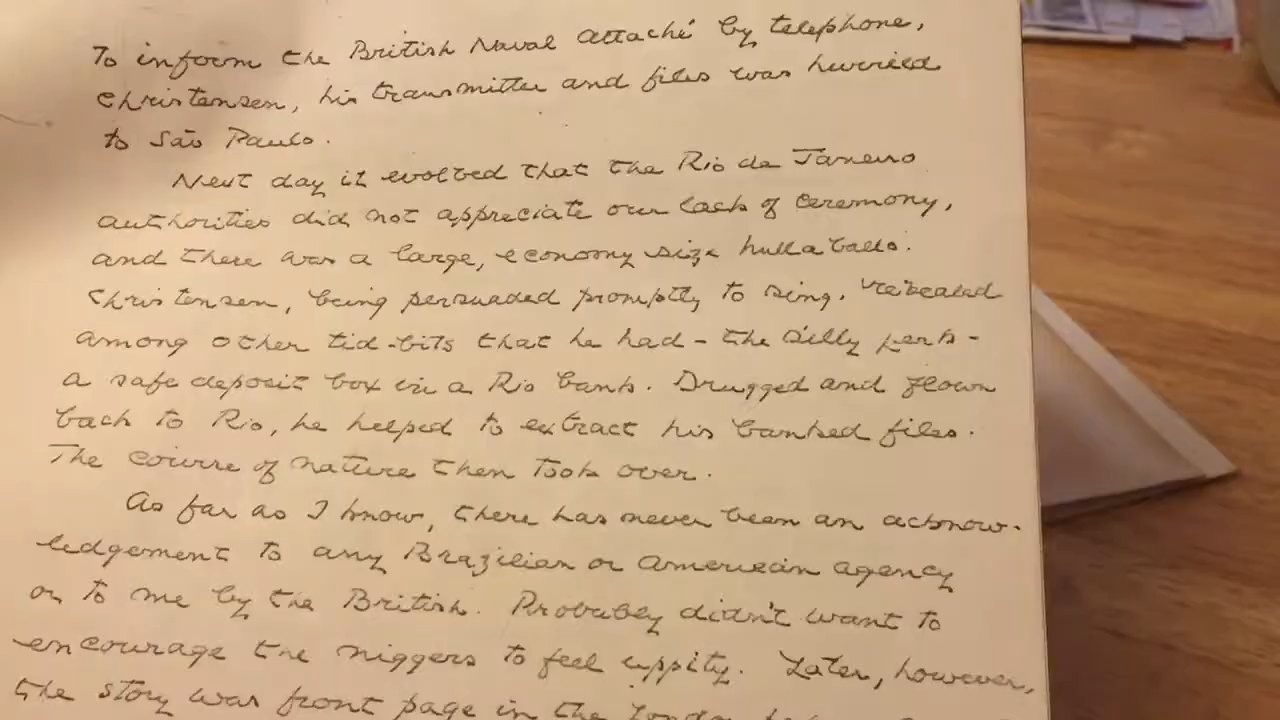 To inform the British Naval Attaché by telephone,
Christensen, his transmitter and files was hurried
to São Paulo.
Next day it evolved that the Rio de Janeiro
authorities did not appreciate our lack of ceremony,
and there was a large, economy size hullabaloo.
Christensen, being persuaded promptly to sing, revealed
among other tid-bits that he had - the silly jerk -
a safe deposit box in a Rio bank. Drugged and flown
back to Rio, he helped to extract his banked files.
The course of nature then took over.
As far as I know, there has never been an acknow-
ledgement to any Brazilian or American agency
or to me by the British. Probably didn't want to
encourage the niggers to feel uppity. Later, however,
the story was front page in the London